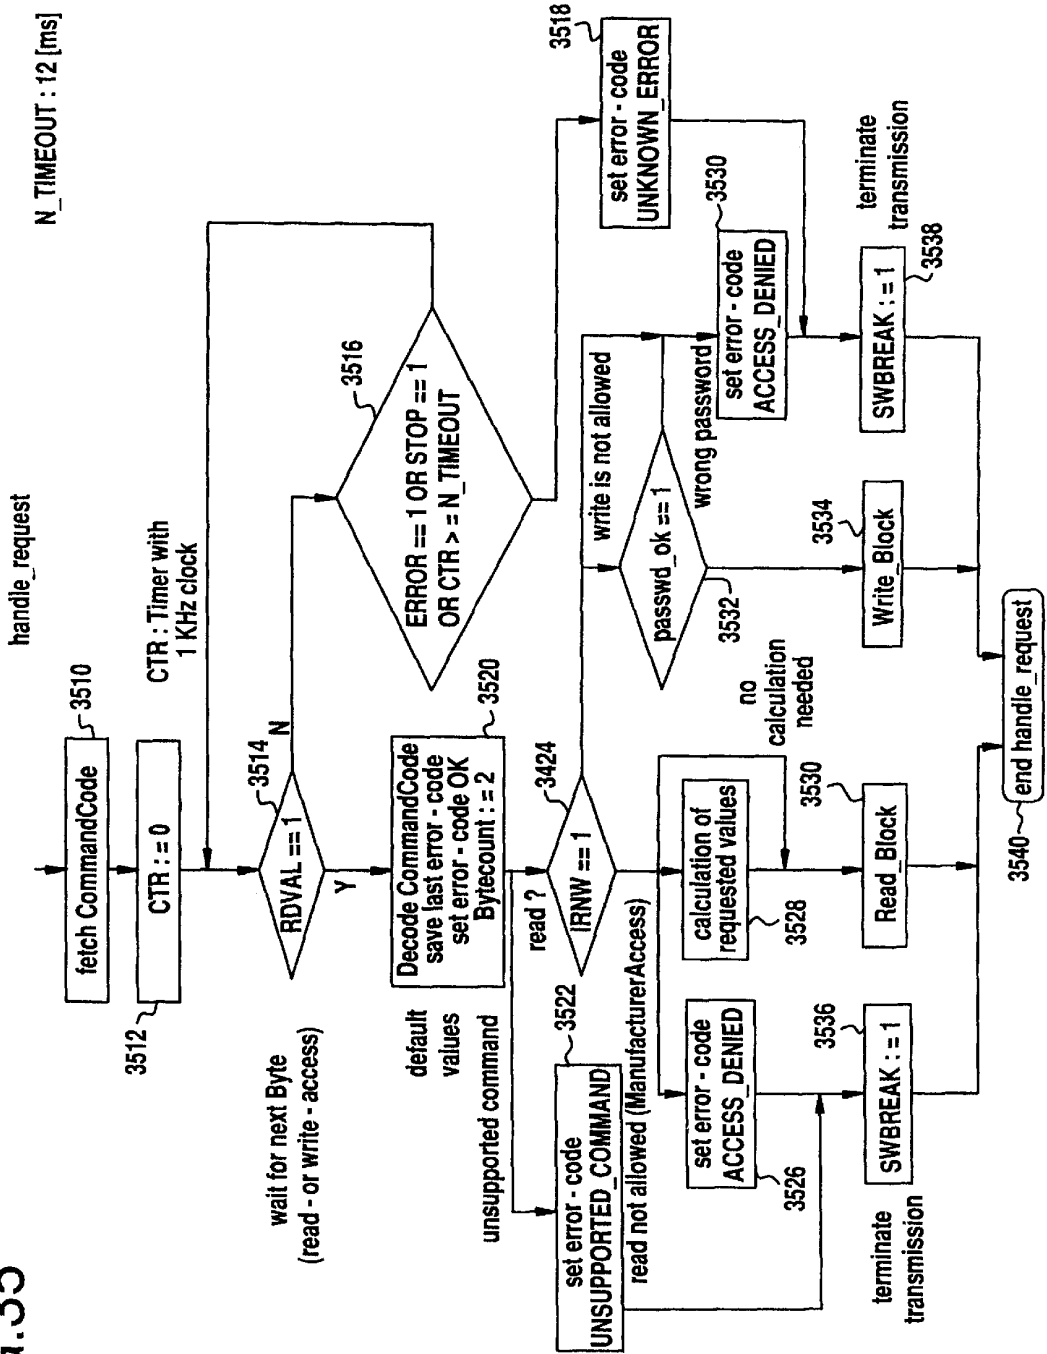 g.35
handle_request
N_TIMEOUT : 12 [ms]
fetch CommandCode
3510
CTR : = 0
3512
CTR : Timer with
1 KHz clock
wait for next Byte
(read - or write - access)
RDVAL == 1
3514
N
Y
ERROR == 1 OR STOP == 1
OR CTR > = N_TIMEOUT
3516
set error - code
UNKNOWN_ERROR
3518
default
values
Decode CommandCode
save last error - code
set error - code OK
Bytecount : = 2
3520
unsupported command
read ?
IRNW == 1
3424
set error - code
UNSUPPORTED_COMMAND
3522
write is not allowed
passwd_ok == 1
3532
wrong password
set error - code
ACCESS_DENIED
3530
read not allowed (ManufacturerAccess)
set error - code
ACCESS_DENIED
3526
calculation of
requested values
3528
no
calculation
needed
terminate
transmission
SWBREAK : = 1
3536
Read_Block
3530
Write_Block
3534
SWBREAK : = 1
3538
terminate
transmission
end handle_request
3540